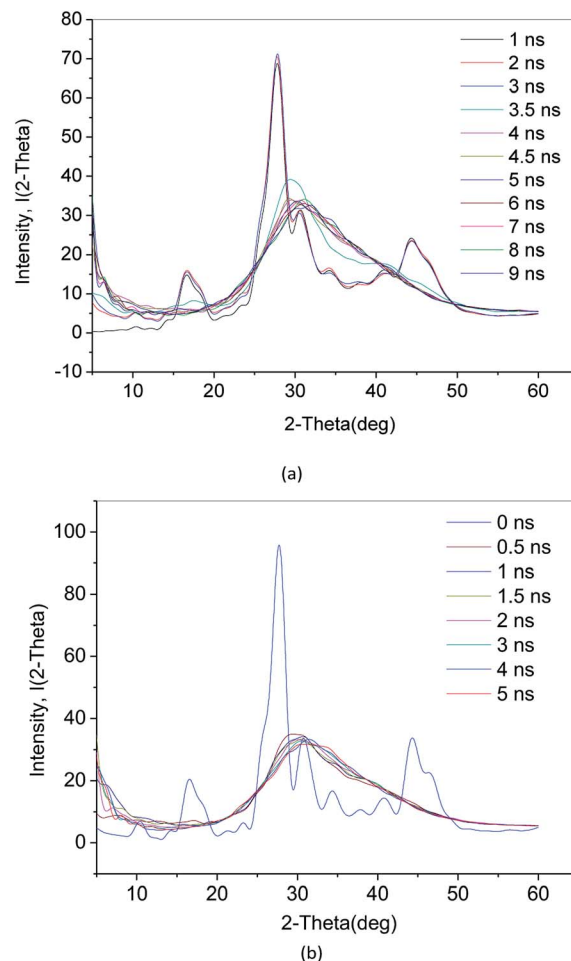 80
70
60
50
40
30
20
10
0
-10
Intensity, I(2-Theta)
1 ns
2 ns
3 ns
3.5 ns
4 ns
4.5 ns
5 ns
6 ns
7 ns
8 ns
9 ns
10 20 30 40 50 60
2-Theta(deg)
(a)
100
80
60
40
20
0
Intensity, I(2-Theta)
0 ns
0.5 ns
1 ns
1.5 ns
2 ns
3 ns
4 ns
5 ns
10 20 30 40 50 60
2-Theta(deg)
(b)